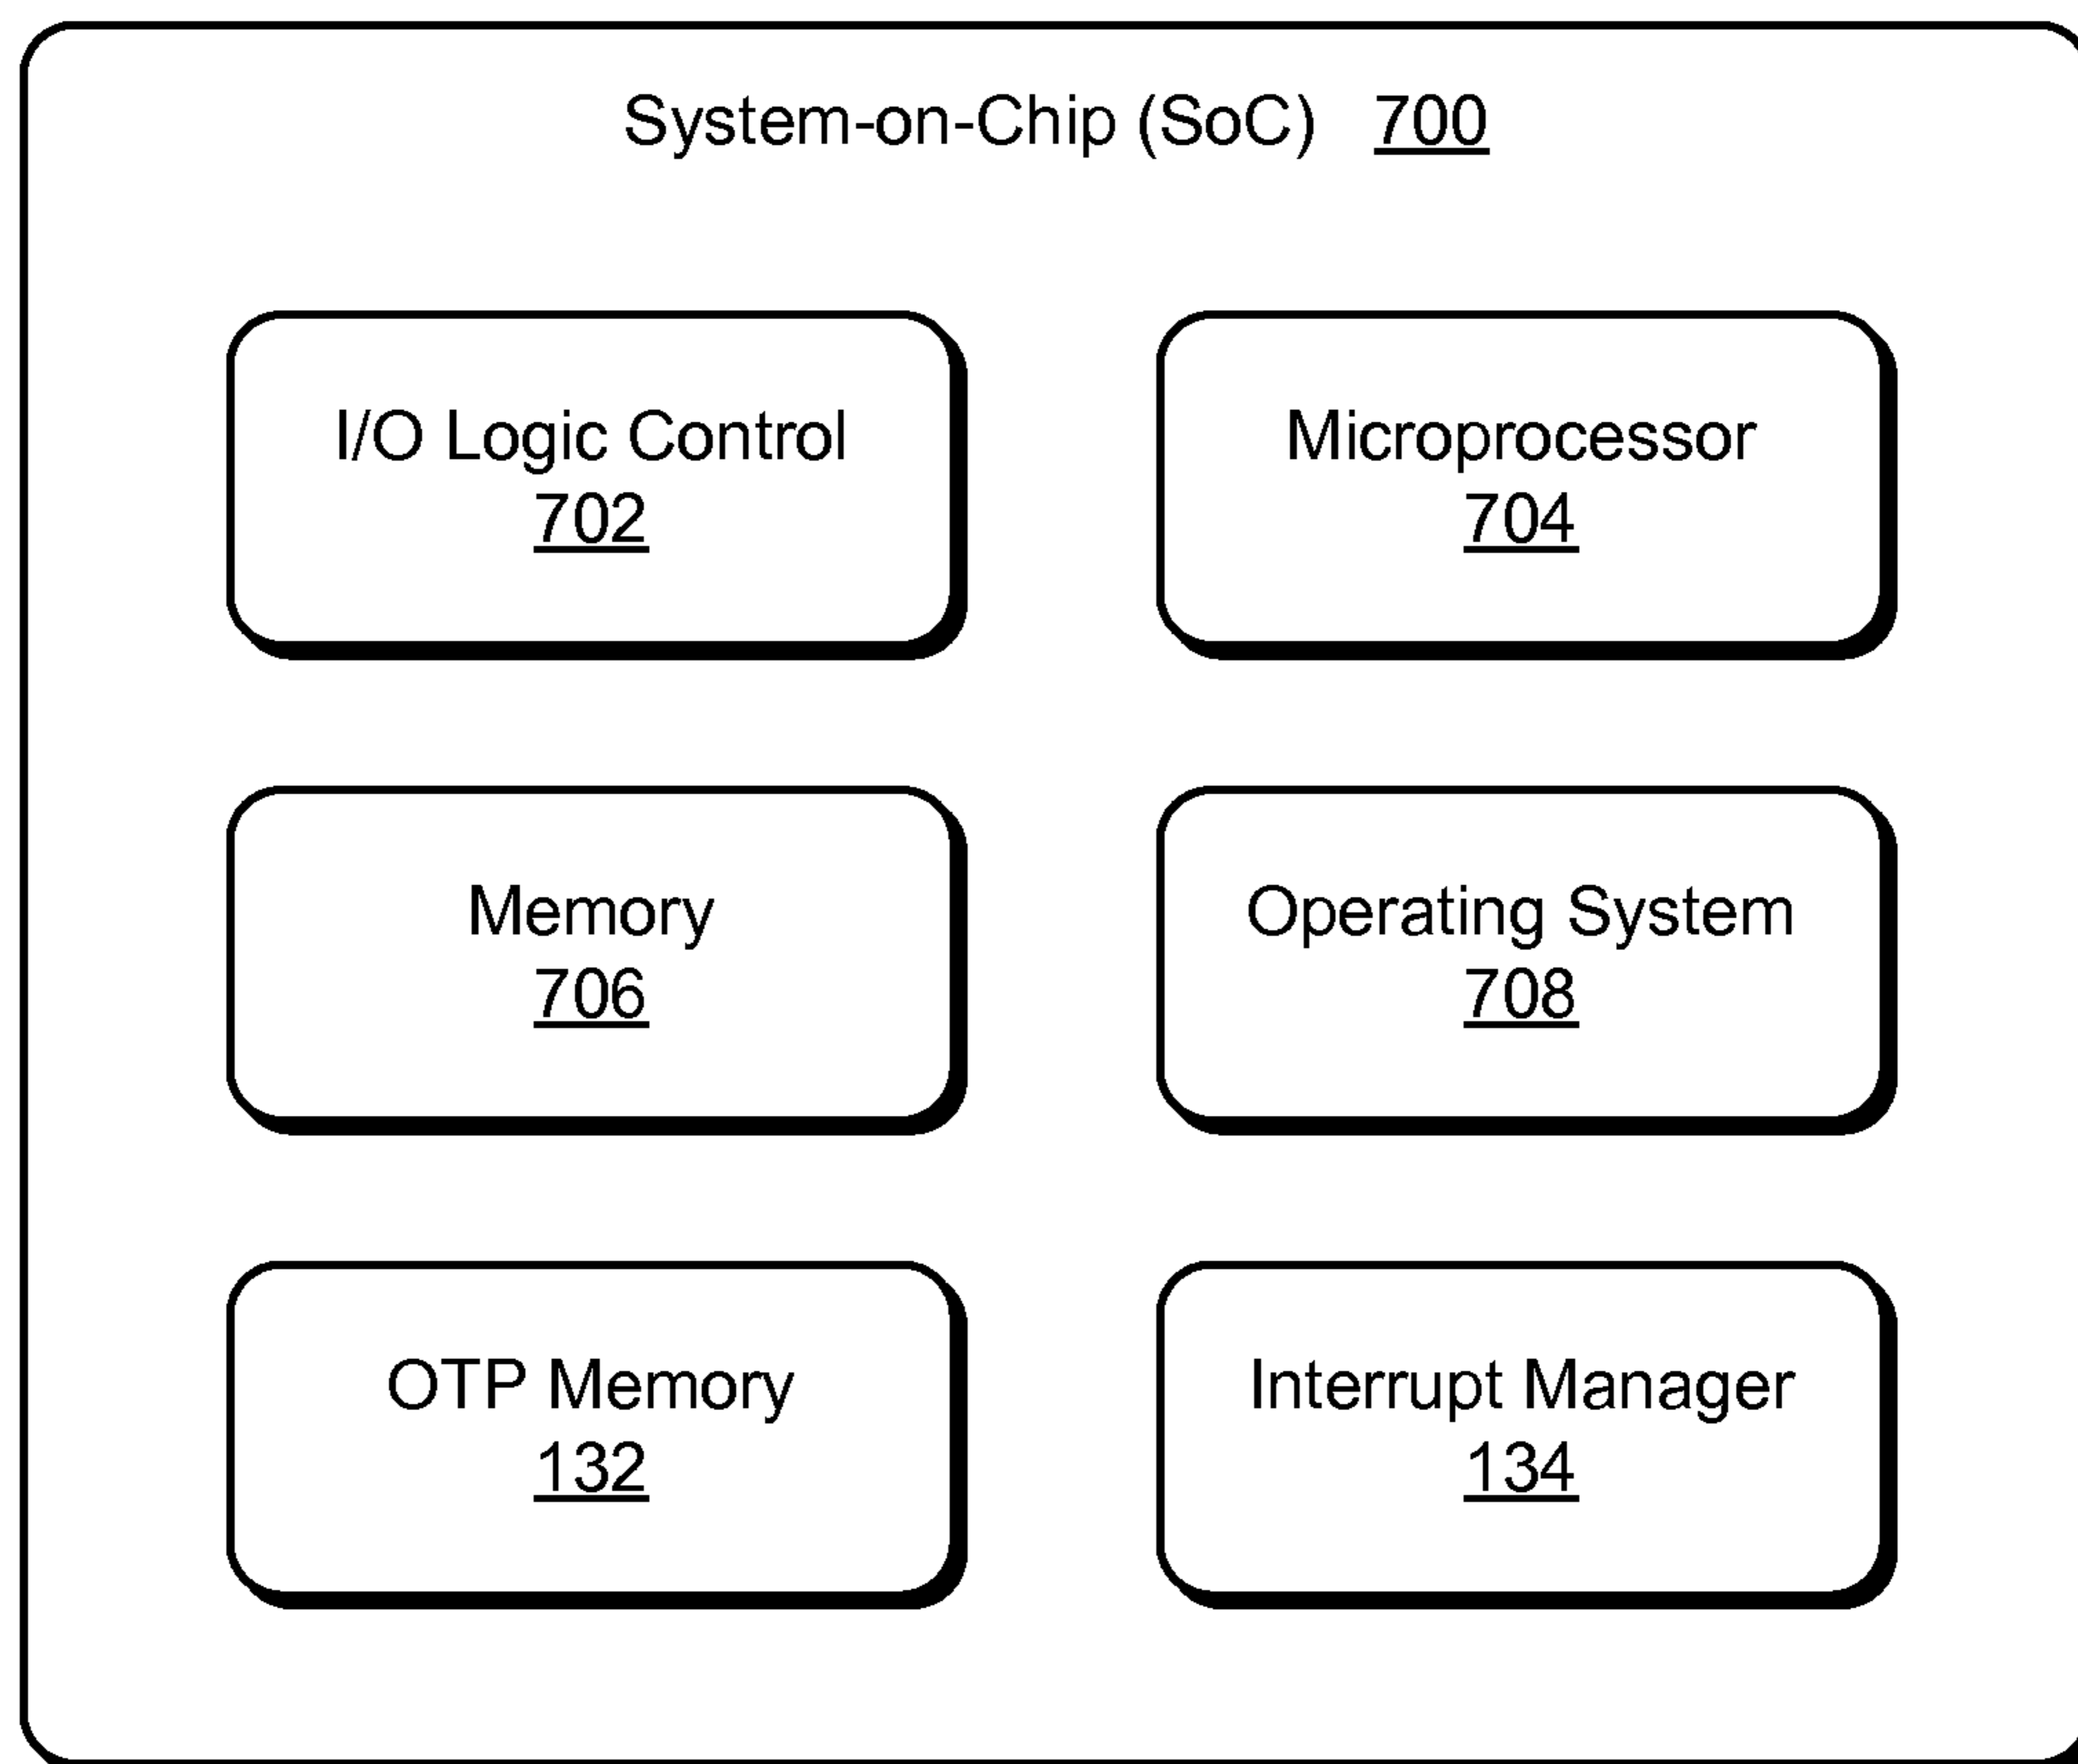 System-on-Chip (SoC) 700
I/O Logic Control
702
Microprocessor
704
Memory
706
Operating System
708
OTP Memory
132
Interrupt Manager
134